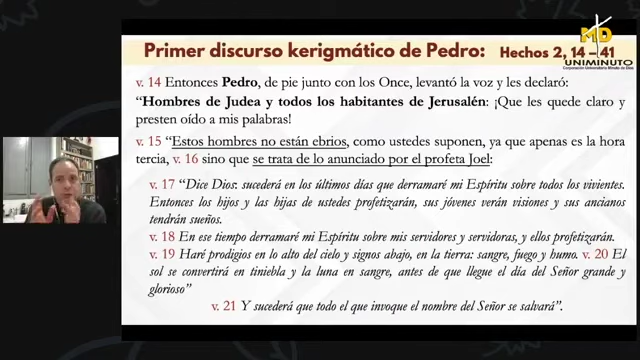 Primer discurso kerigmático de Pedro: Hechos 2, 14 – 41
MD
UNIMINUTO
Corporación Universitaria Minuto de Dios
v. 14 Entonces Pedro, de pie junto con los Once, levantó la voz y les declaró:
“Hombres de Judea y todos los habitantes de Jerusalén: ¡Que les quede claro y
presten oído a mis palabras!
v. 15 “Estos hombres no están ebrios, como ustedes suponen, ya que apenas es la hora
tercia, v. 16 sino que se trata de lo anunciado por el profeta Joel:
v. 17 “Dice Dios: sucederá en los últimos días que derramaré mi Espíritu sobre todos los vivientes.
Entonces los hijos y las hijas de ustedes profetizarán, sus jóvenes verán visiones y sus ancianos
tendrán sueños.
v. 18 En ese tiempo derramaré mi Espíritu sobre mis servidores y servidoras, y ellos profetizarán.
v. 19 Haré prodigios en lo alto del cielo y signos abajo, en la tierra: sangre, fuego y humo. v. 20 El
sol se convertirá en tiniebla y la luna en sangre, antes de que llegue el día del Señor grande y
glorioso”
v. 21 Y sucederá que todo el que invoque el nombre del Señor se salvará”.